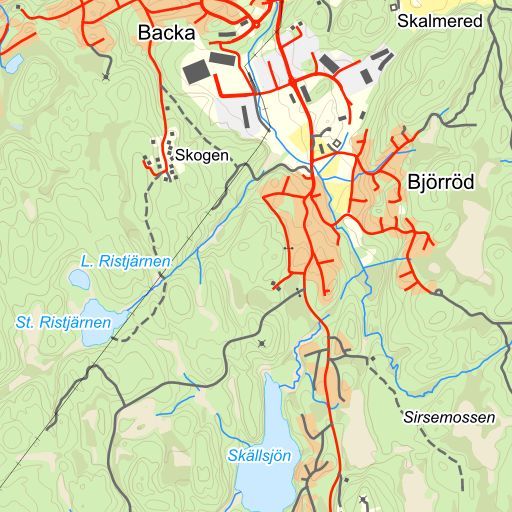 Skalmered
Backa
Skogen
Björröd
L. Ristjärnen
St. Ristjärnen
Sirsemossen
Skällsjön